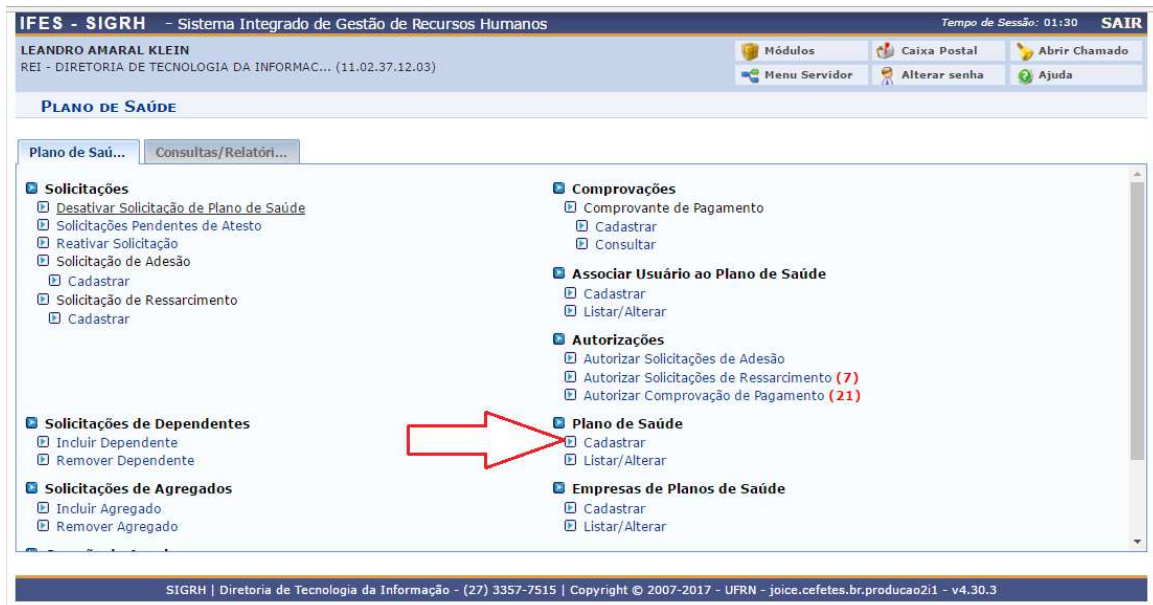 IFES - SIGRH - Sistema Integrado de Gestão de Recursos Humanos
Tempo de Sessão: 01:30 SAIR
LEANDRO AMARAL KLEIN
REI - DIRETORIA DE TECNOLOGIA DA INFORMAC... (11.02.37.12.03)
Módulos Caixa Postal Abrir Chamado
Menu Servidor Alterar senha Ajuda
PLANO DE SAÚDE
Plano de Saú... Consultas/Relatóri...
Solicitações
Desativar Solicitação de Plano de Saúde
Solicitações Pendentes de Atesto
Reativar Solicitação
Solicitação de Adesão
Cadastrar
Solicitação de Ressarcimento
Cadastrar
Solicitações de Dependentes
Incluir Dependente
Remover Dependente
Solicitações de Agregados
Incluir Agregado
Remover Agregado
Comprovações
Comprovante de Pagamento
Cadastrar
Consultar
Associar Usuário ao Plano de Saúde
Cadastrar
Listar/Alterar
Autorizações
Autorizar Solicitações de Adesão
Autorizar Solicitações de Ressarcimento (7)
Autorizar Comprovação de Pagamento (21)
Plano de Saúde
Cadastrar
Listar/Alterar
Empresas de Planos de Saúde
Cadastrar
Listar/Alterar
SIGRH | Diretoria de Tecnologia da Informação - (27) 3357-7515 | Copyright © 2007-2017 - UFRN - joice.cefetes.br.producao2i1 - v4.30.3